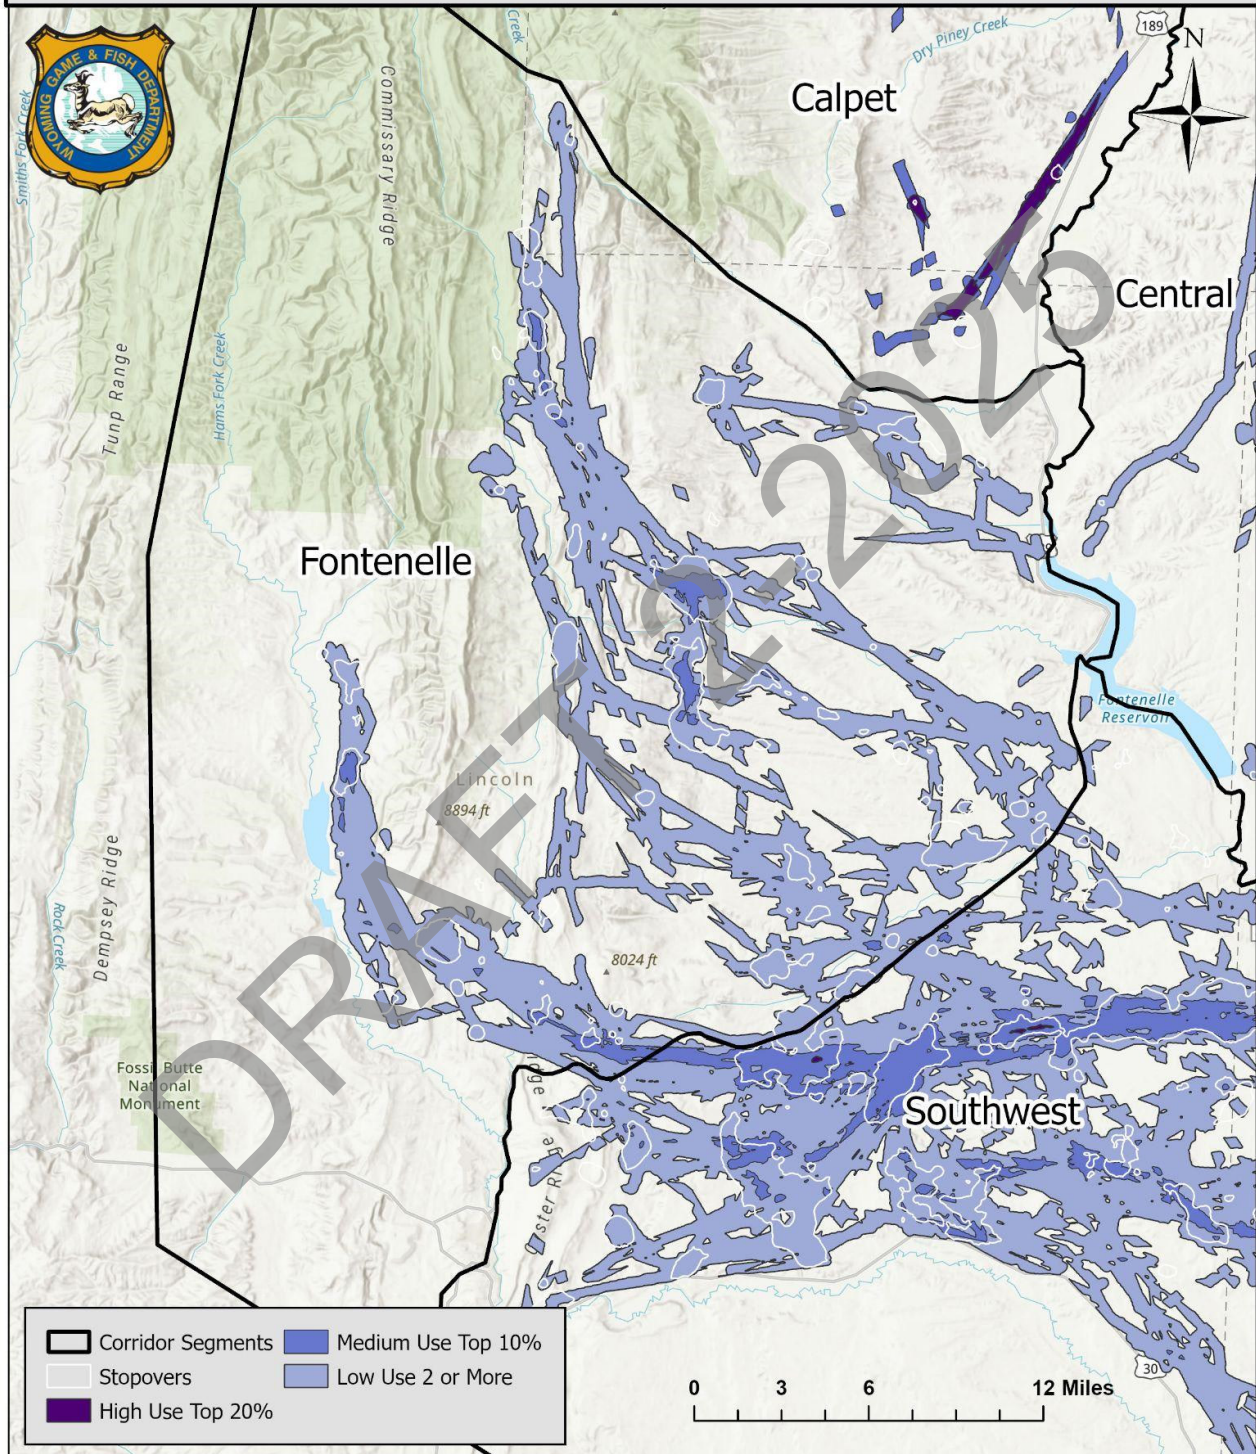 WYOMING GAME & FISH DEPARTMENT
Creek
189
N
Dry Piney Creek
Calpet
Smiths Fork Creek
Commissary Ridge
Central
Tunp Range
Hams Fork Creek
Fontenelle
Fontenelle
Reservoir
Lincoln
8894 ft
Dempsey Ridge
Rock Creek
8024 ft
DRAFT 2-2025
Fossil Butte
National
Monument
Southwest
30
Corridor Segments
Medium Use Top 10%
Stopovers
Low Use 2 or More
High Use Top 20%
0 3 6 12 Miles